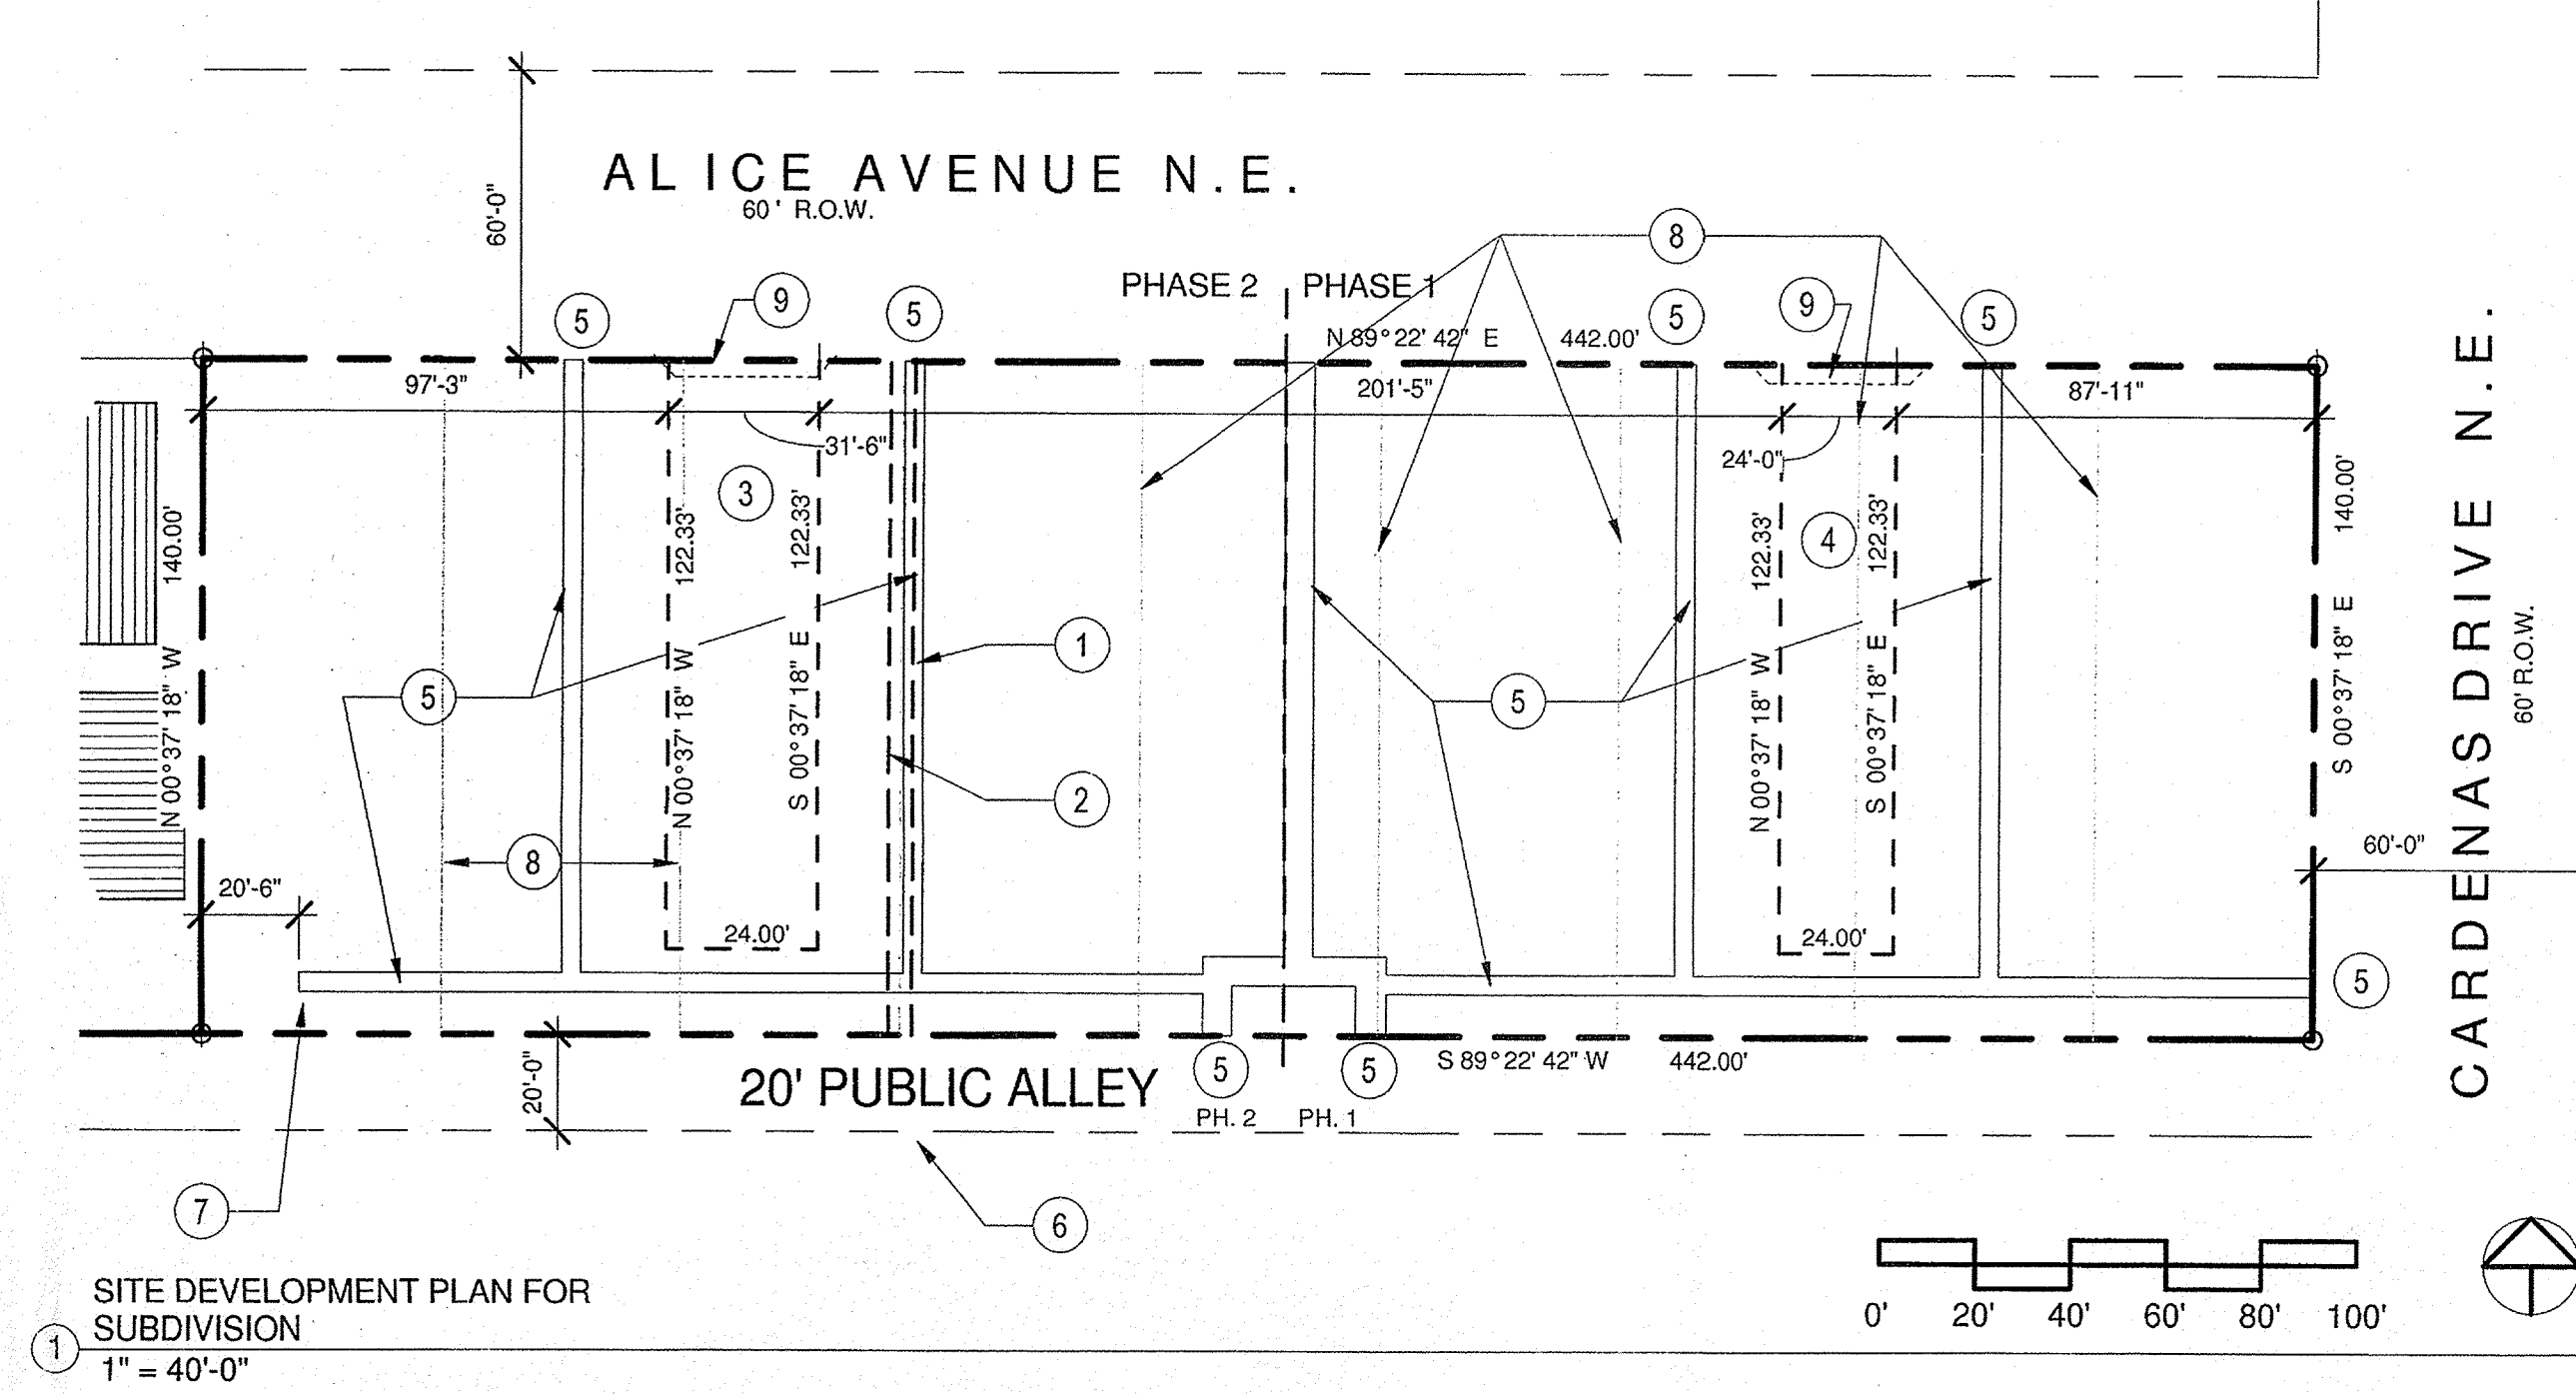 ALICE AVENUE N.E.
60' R.O.W.
60'-0"
8
PHASE 2
PHASE 1
9
5
5
5
9
5
N 89° 22' 42" E
442.00'
97'-3"
201'-5"
87'-11"
31'-6"
24'-0"
3
4
140.00'
N 00° 37' 18" W
122.33'
N 00° 37' 18" W
122.33'
S 00° 37' 18" E
122.33'
N 00° 37' 18" W
122.33'
S 00° 37' 18" E
140.00'
S 00° 37' 18" E
CARDENAS DRIVE N.E.
60' R.O.W.
1
5
5
2
8
60'-0"
20'-6"
24.00'
24.00'
5
20'-0"
20' PUBLIC ALLEY
5
5
S 89° 22' 42" W
442.00'
PH. 2
PH. 1
7
6
SITE DEVELOPMENT PLAN FOR
SUBDIVISION
1
1" = 40'-0"
0' 20' 40' 60' 80' 100'